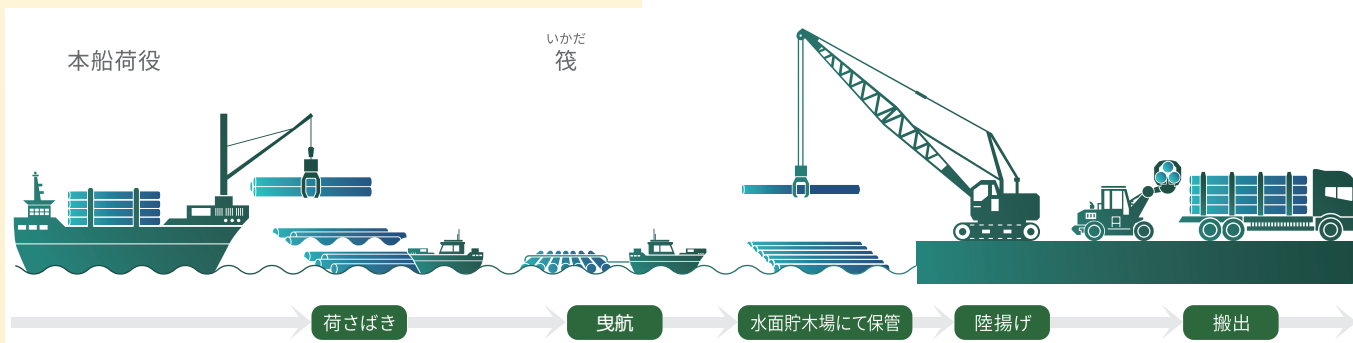 本船荷役
いかだ
筏
荷さばき
曳航
水面貯木場にて保管
陸揚げ
搬出